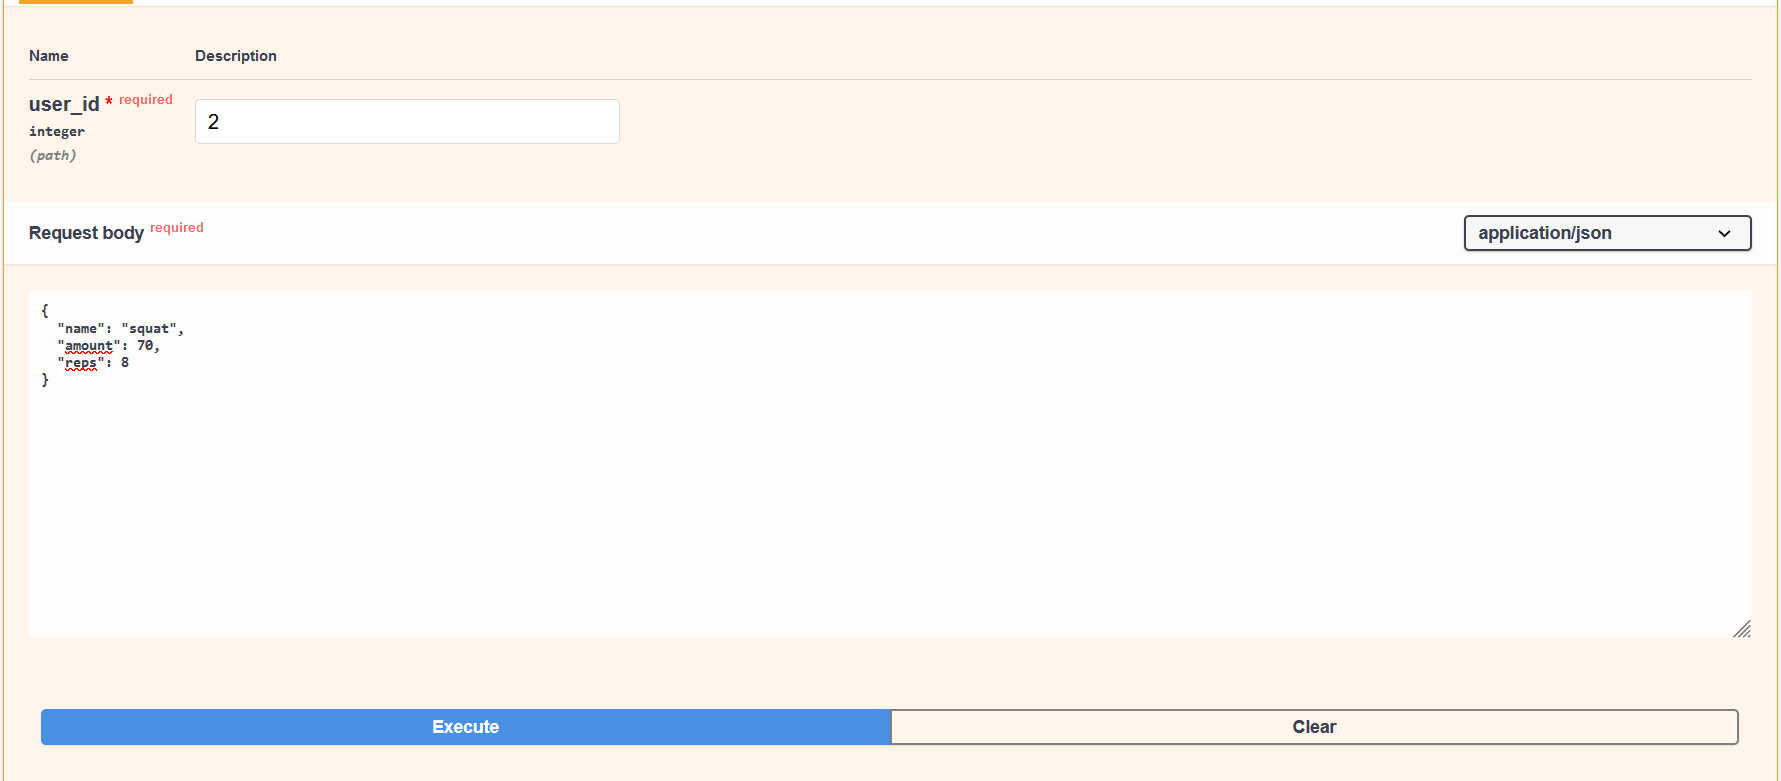 Name Description
user_id * required
2
integer
(path)
Request body required
application/json
{
  "name": "squat",
  "amount": 70,
  "reps": 8
}
Execute Clear